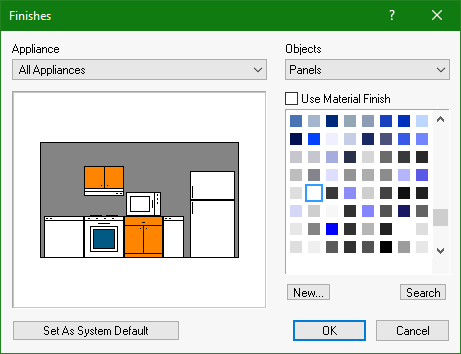 Finishes
Appliance
All Appliances
Objects
Panels
Use Material Finish
New...
Search
Set As System Default
OK
Cancel